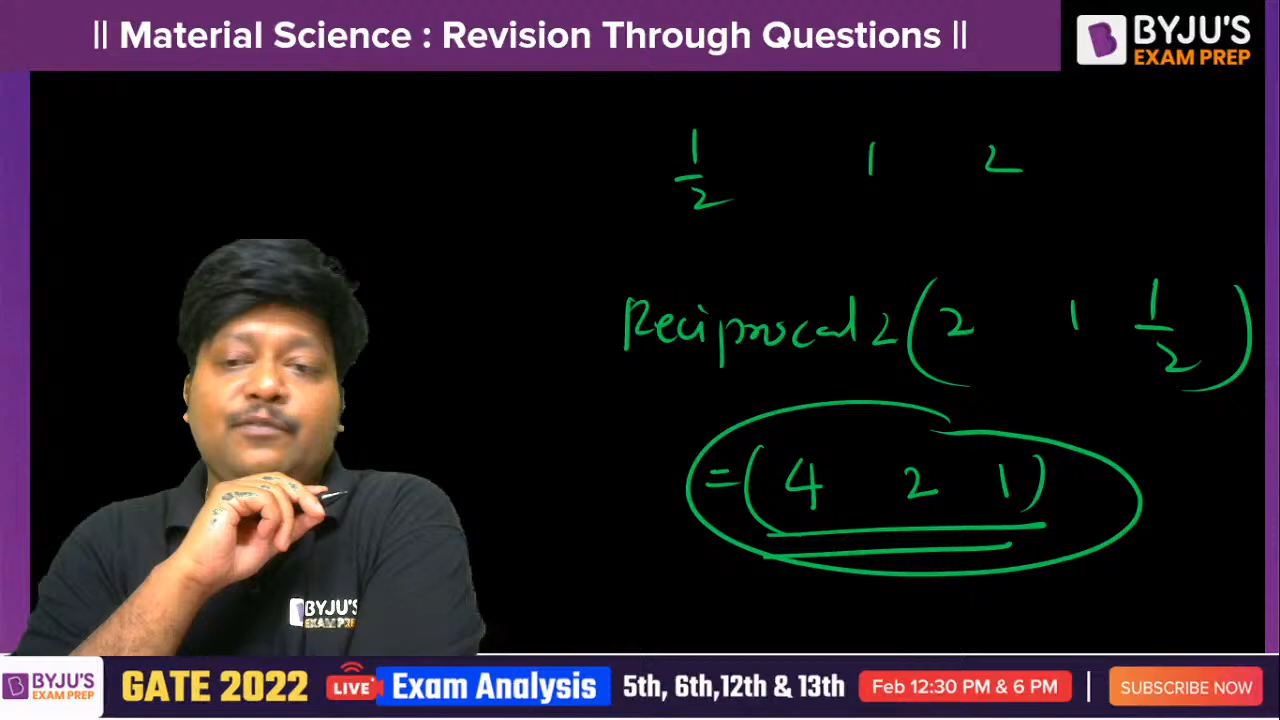 || Material Science : Revision Through Questions ||
BYJU'S
EXAM PREP
1/2 1 2
Reciprocal 2 ( 2 1 1/2 )
= ( 4 2 1 )
BYJU'S
EXAM PREP
BYJU'S
EXAM PREP
GATE 2022
LIVE
Exam Analysis
5th, 6th,12th & 13th
Feb 12:30 PM & 6 PM
SUBSCRIBE NOW